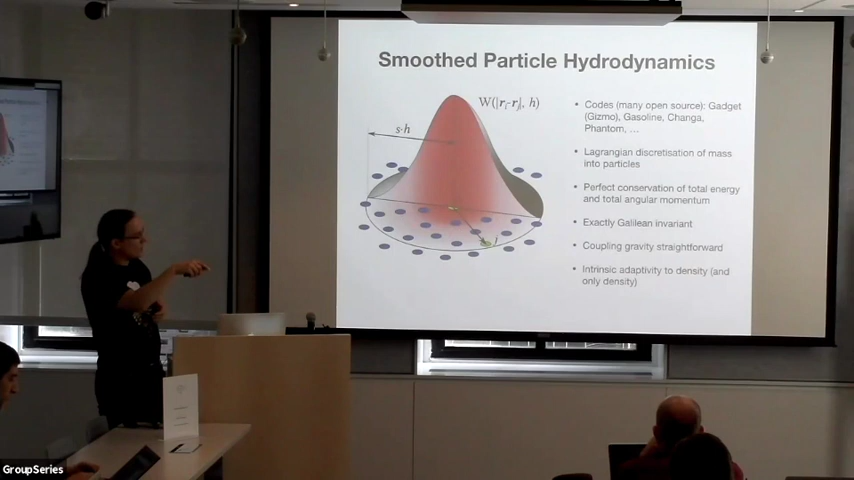 Smoothed Particle Hydrodynamics
W(|rᵢ-rⱼ|, h)
s·h
• Codes (many open source): Gadget
(Gizmo), Gasoline, Changa,
Phantom, ...
• Lagrangian discretisation of mass
into particles
• Perfect conservation of total energy
and total angular momentum
• Exactly Galilean invariant
• Coupling gravity straightforward
• Intrinsic adaptivity to density (and
only density)
GroupSeries